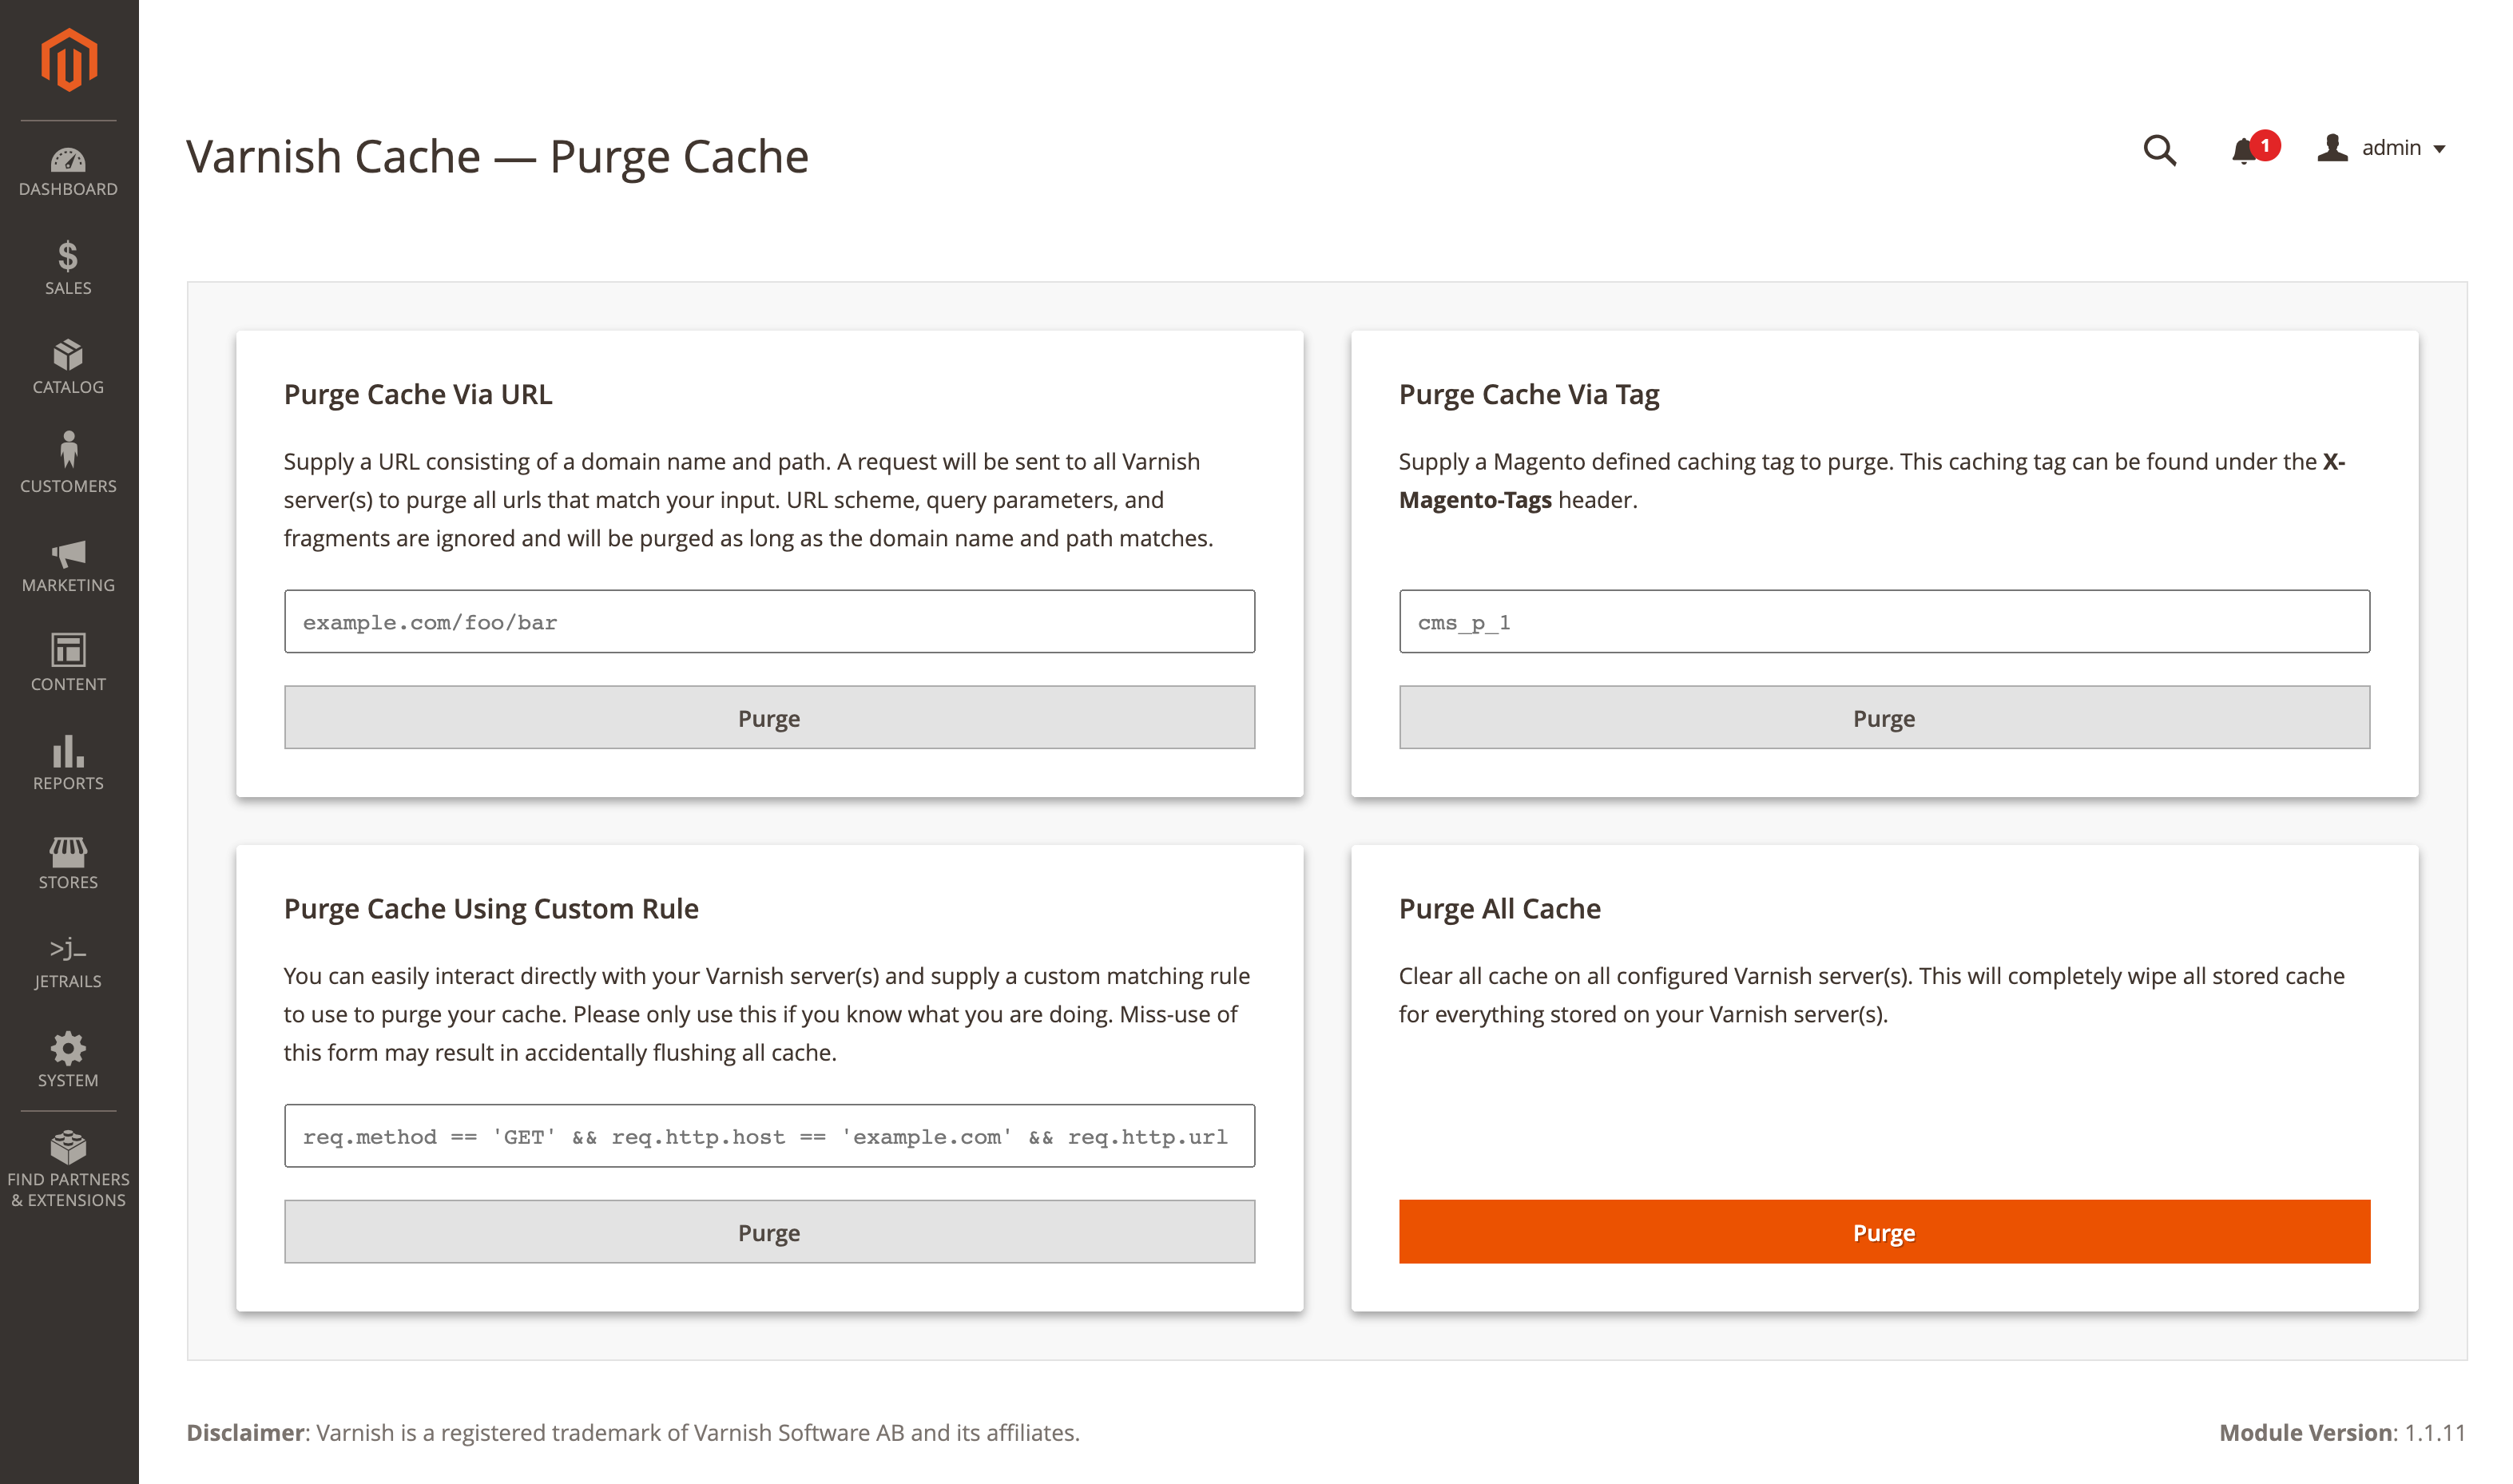 DASHBOARD
SALES
CATALOG
CUSTOMERS
MARKETING
CONTENT
REPORTS
STORES
>j_
JETRAILS
SYSTEM
FIND PARTNERS
& EXTENSIONS
Varnish Cache — Purge Cache
1
admin
Purge Cache Via URL
Supply a URL consisting of a domain name and path. A request will be sent to all Varnish
server(s) to purge all urls that match your input. URL scheme, query parameters, and
fragments are ignored and will be purged as long as the domain name and path matches.
example.com/foo/bar
Purge
Purge Cache Via Tag
Supply a Magento defined caching tag to purge. This caching tag can be found under the X-
Magento-Tags header.
cms_p_1
Purge
Purge Cache Using Custom Rule
You can easily interact directly with your Varnish server(s) and supply a custom matching rule
to use to purge your cache. Please only use this if you know what you are doing. Miss-use of
this form may result in accidentally flushing all cache.
req.method == 'GET' && req.http.host == 'example.com' && req.http.url
Purge
Purge All Cache
Clear all cache on all configured Varnish server(s). This will completely wipe all stored cache
for everything stored on your Varnish server(s).
Purge
Disclaimer: Varnish is a registered trademark of Varnish Software AB and its affiliates.
Module Version: 1.1.11